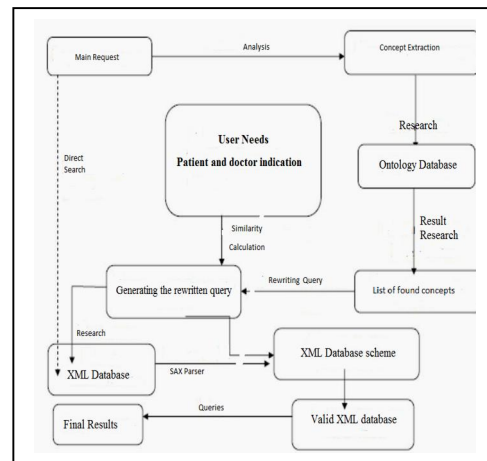 Main Request
Analysis
Concept Extraction
Research
User Needs
Patient and doctor indication
Direct
Search
Ontology Database
Result
Research
Similarity
Calculation
Generating the rewritten query
Rewriting Query
List of found concepts
Research
XML Database scheme
XML Database
SAX Parser
Queries
Final Results
Valid XML database